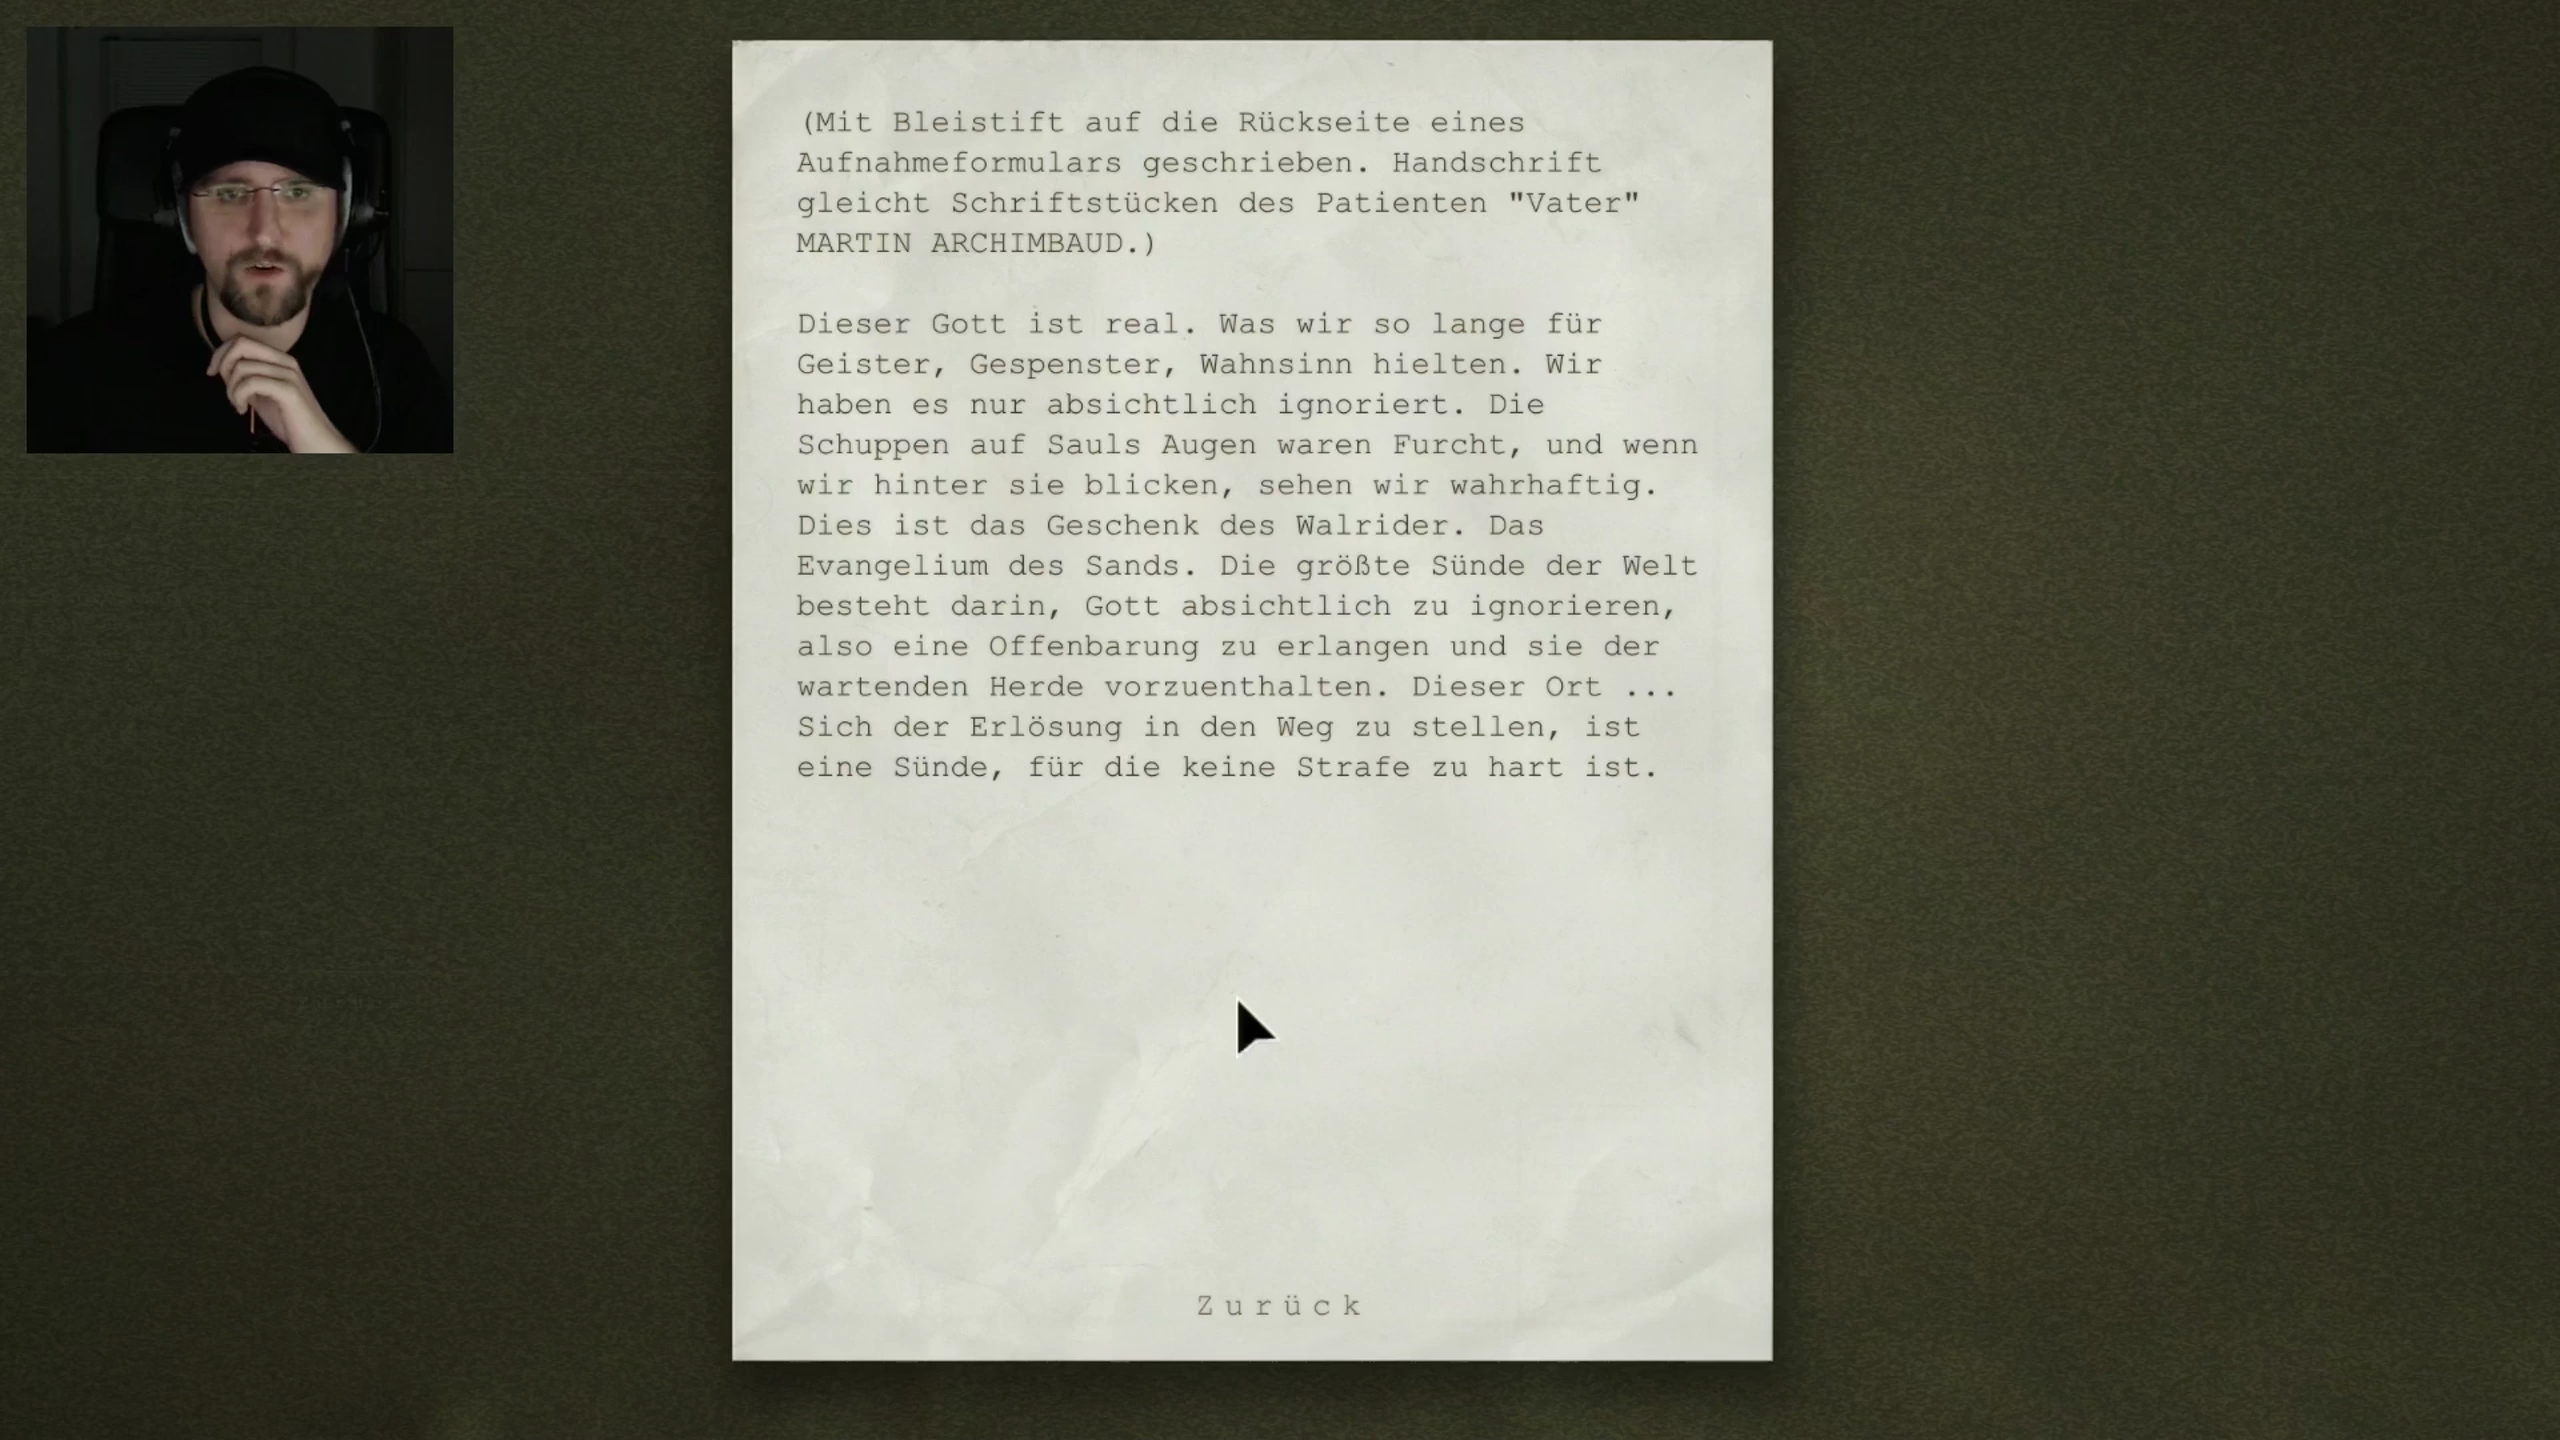 (Mit Bleistift auf die Rückseite eines
Aufnahmeformulars geschrieben. Handschrift
gleicht Schriftstücken des Patienten "Vater"
MARTIN ARCHIMBAUD.)
Dieser Gott ist real. Was wir so lange für
Geister, Gespenster, Wahnsinn hielten. Wir
haben es nur absichtlich ignoriert. Die
Schuppen auf Sauls Augen waren Furcht, und wenn
wir hinter sie blicken, sehen wir wahrhaftig.
Dies ist das Geschenk des Walrider. Das
Evangelium des Sands. Die größte Sünde der Welt
besteht darin, Gott absichtlich zu ignorieren,
also eine Offenbarung zu erlangen und sie der
wartenden Herde vorzuenthalten. Dieser Ort ...
Sich der Erlösung in den Weg zu stellen, ist
eine Sünde, für die keine Strafe zu hart ist.
Zurück